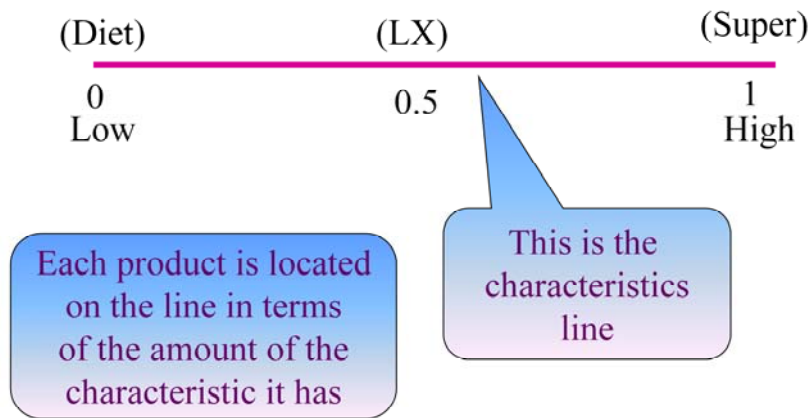 (Diet) (LX) (Super)
0 0.5 1
Low High
Each product is located
on the line in terms
of the amount of the
characteristic it has
This is the
characteristics
line